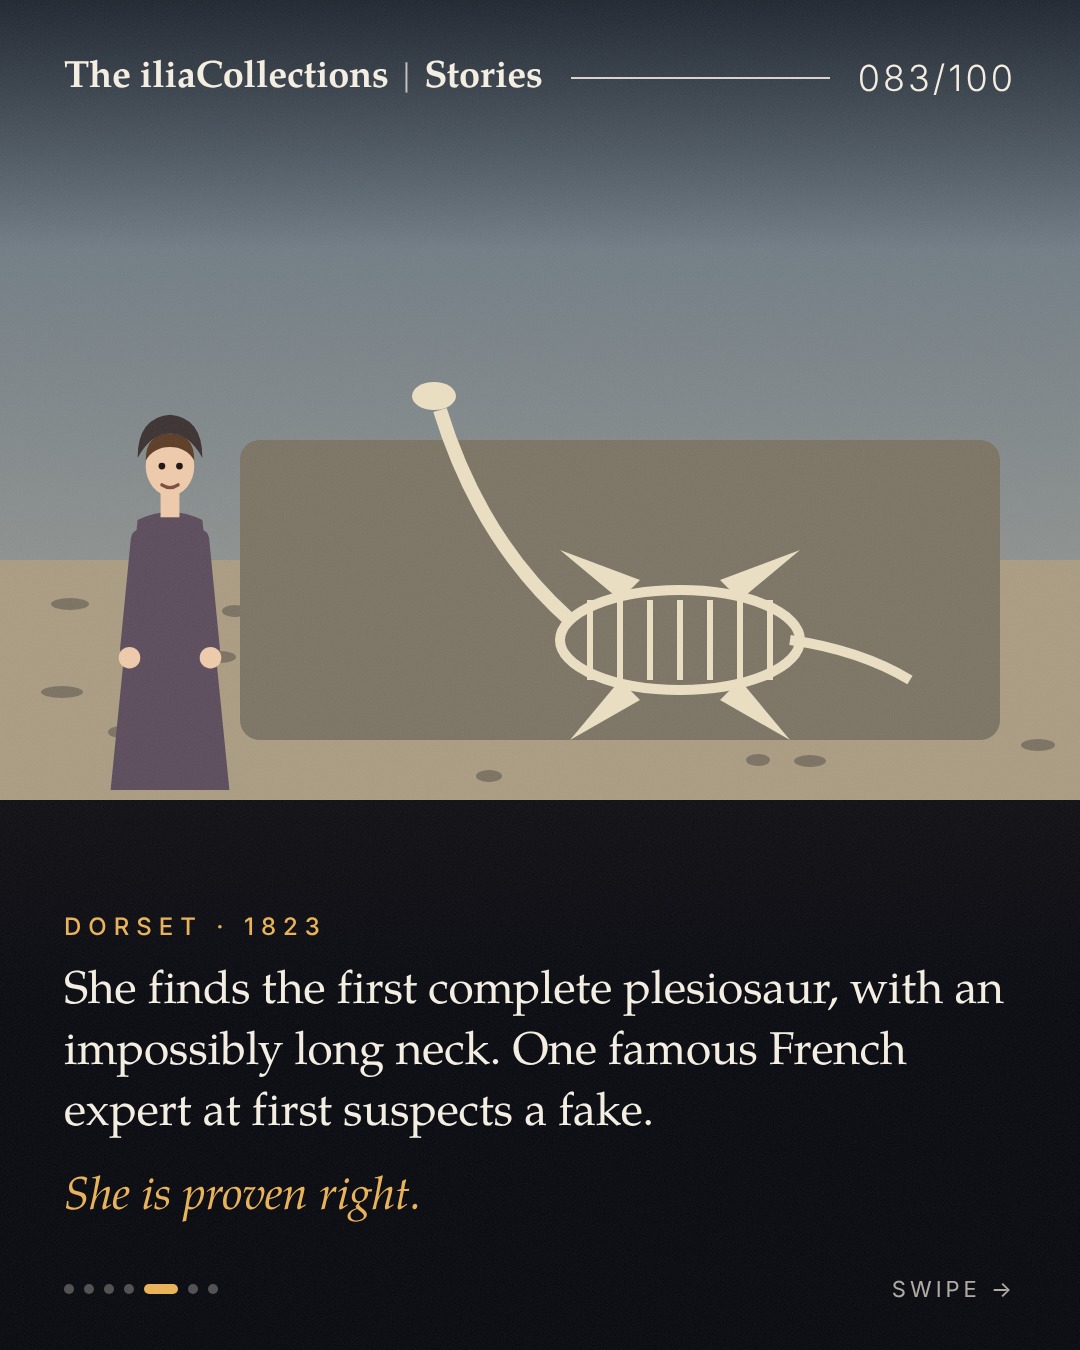 The iliaCollections | Stories 083/100
DORSET · 1823
She finds the first complete plesiosaur, with an
impossibly long neck. One famous French
expert at first suspects a fake.
She is proven right.
SWIPE →